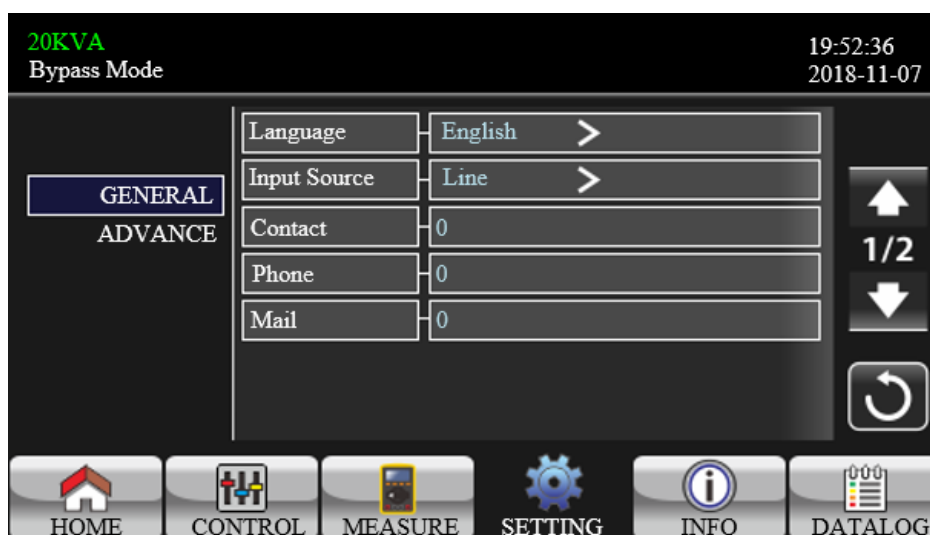 20KVA
Bypass Mode
19:52:36
2018-11-07
GENERAL
ADVANCE
Language English
Input Source Line
Contact 0
Phone 0
Mail 0
1/2
HOME CONTROL MEASURE SETTING INFO DATALOG